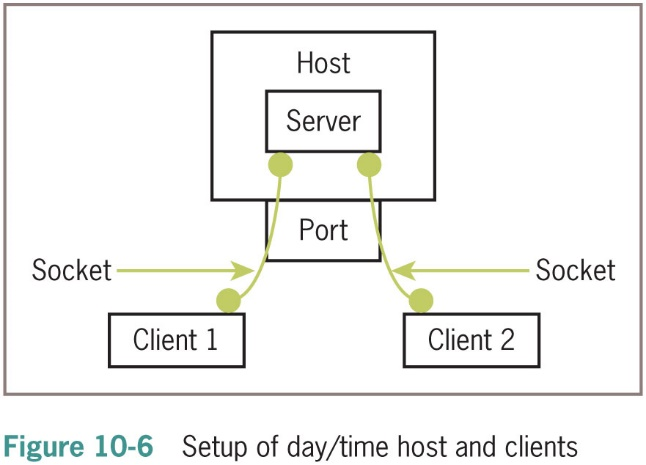 Host
Server
Port
Socket
Socket
Client 1
Client 2
Figure 10-6 Setup of day/time host and clients